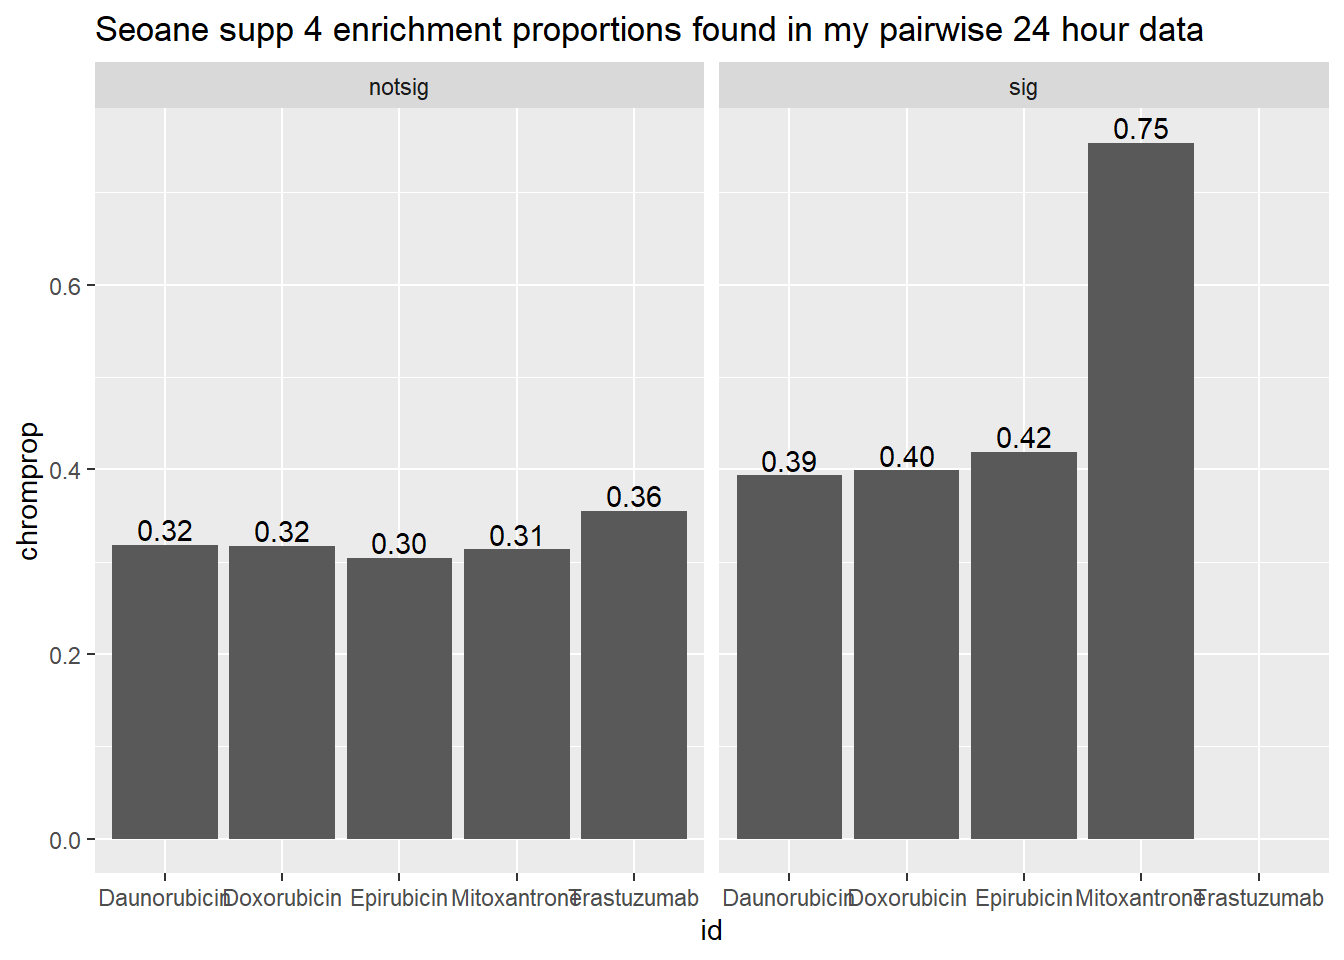 Seoane supp 4 enrichment proportions found in my pairwise 24 hour data
notsig
sig
chromprop
0.6
0.4
0.2
0.0
0.32
0.32
0.30
0.31
0.36
0.39
0.40
0.42
0.75
Daunorubicin Doxorubicin Epirubicin Mitoxantrone Trastuzumab
Daunorubicin Doxorubicin Epirubicin Mitoxantrone Trastuzumab
id